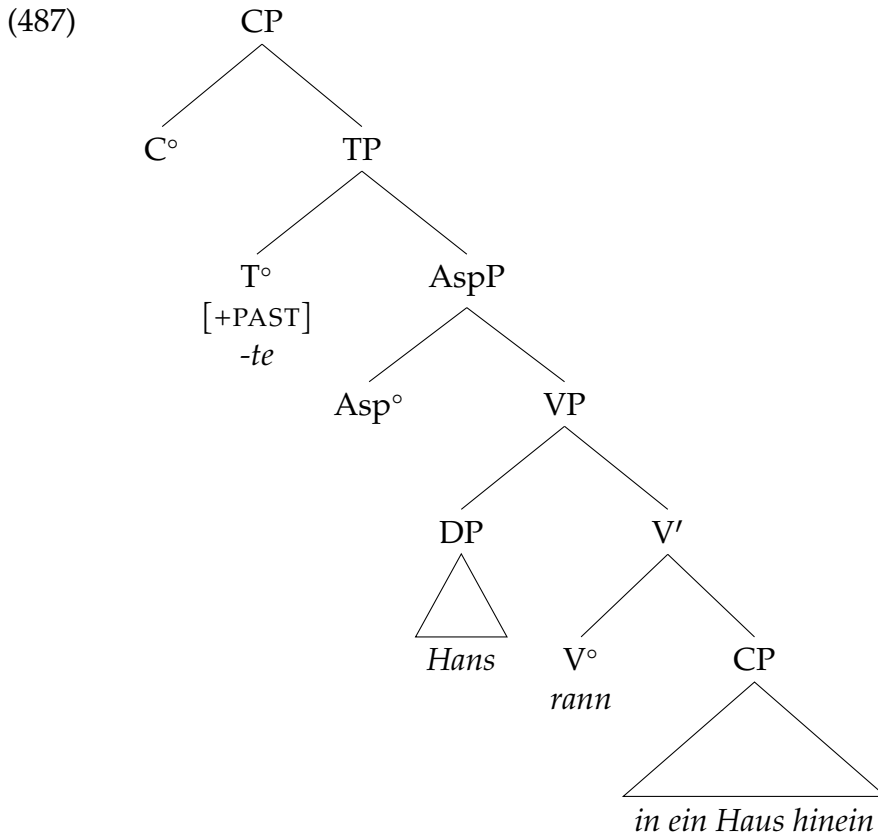 (487) CP
C° TP
T° AspP
[+PAST]
-te
Asp° VP
DP V′
Hans V° CP
rann
in ein Haus hinein